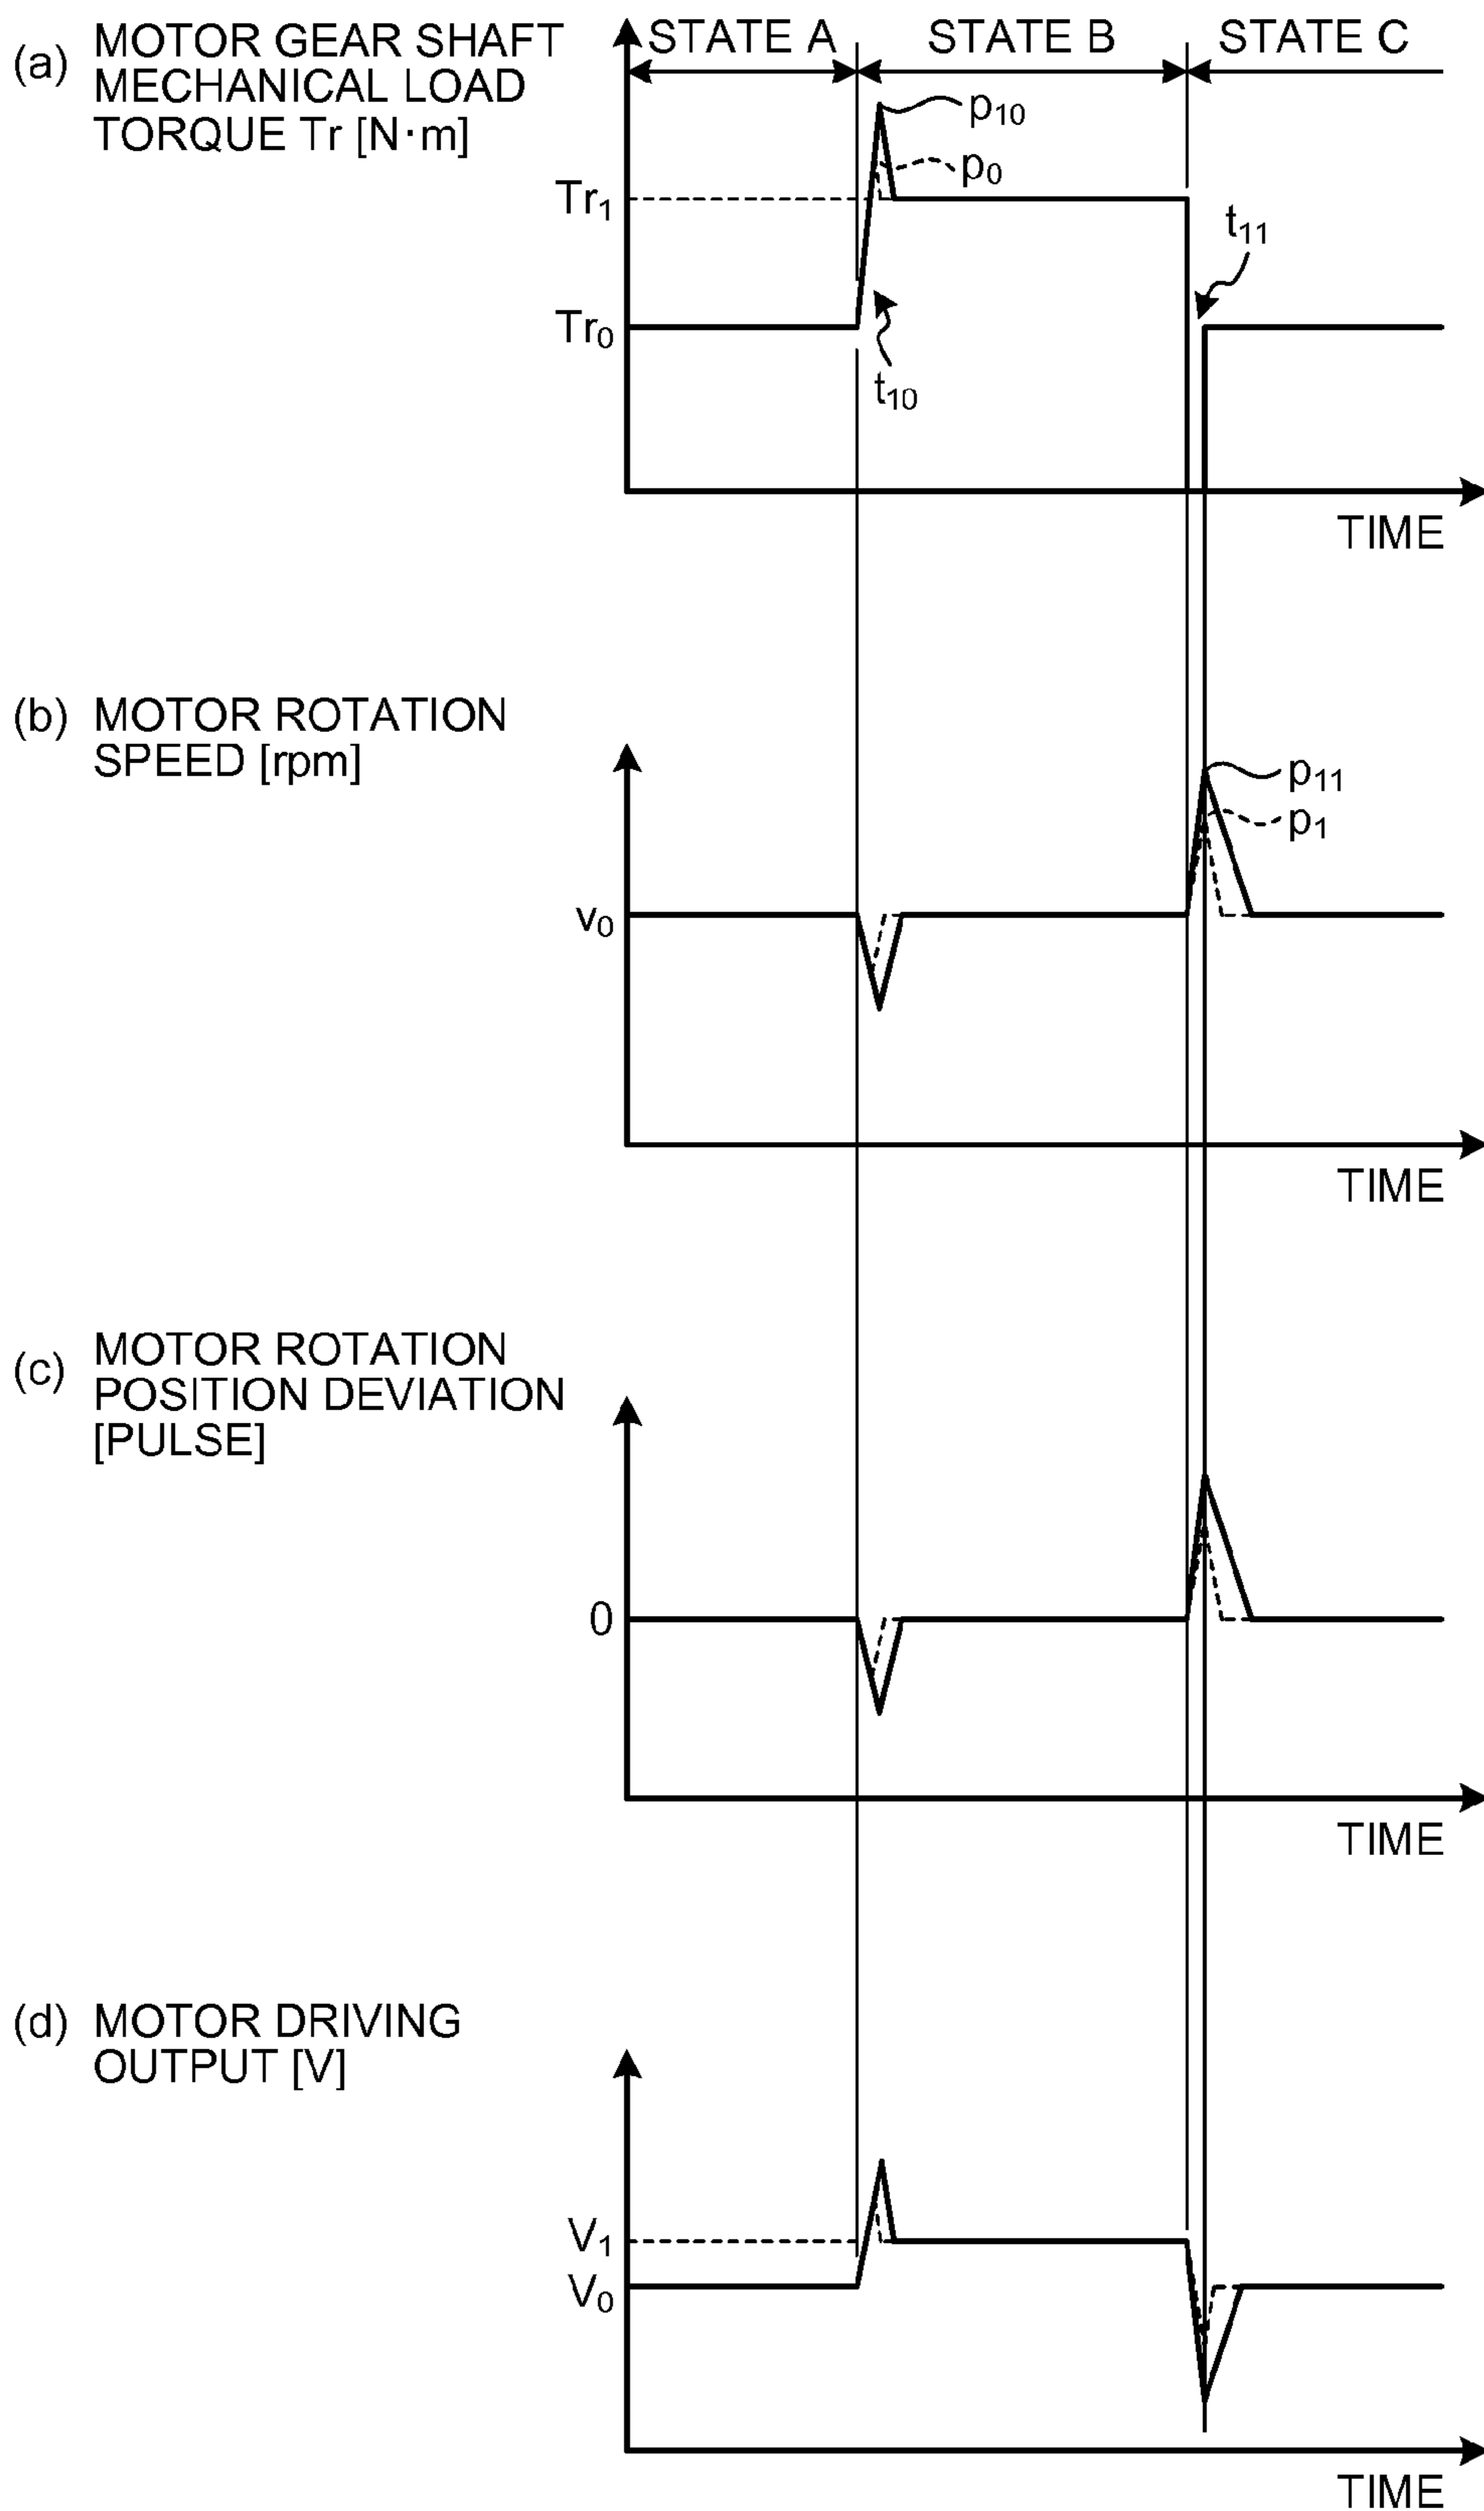 (a) MOTOR GEAR SHAFT
MECHANICAL LOAD
TORQUE Tr [N·m]
STATE A
STATE B
STATE C
p10
p0
Tr1
t11
Tr0
t10
TIME
(b) MOTOR ROTATION
SPEED [rpm]
p11
p1
v0
TIME
(c) MOTOR ROTATION
POSITION DEVIATION
[PULSE]
0
TIME
(d) MOTOR DRIVING
OUTPUT [V]
V1
V0
TIME